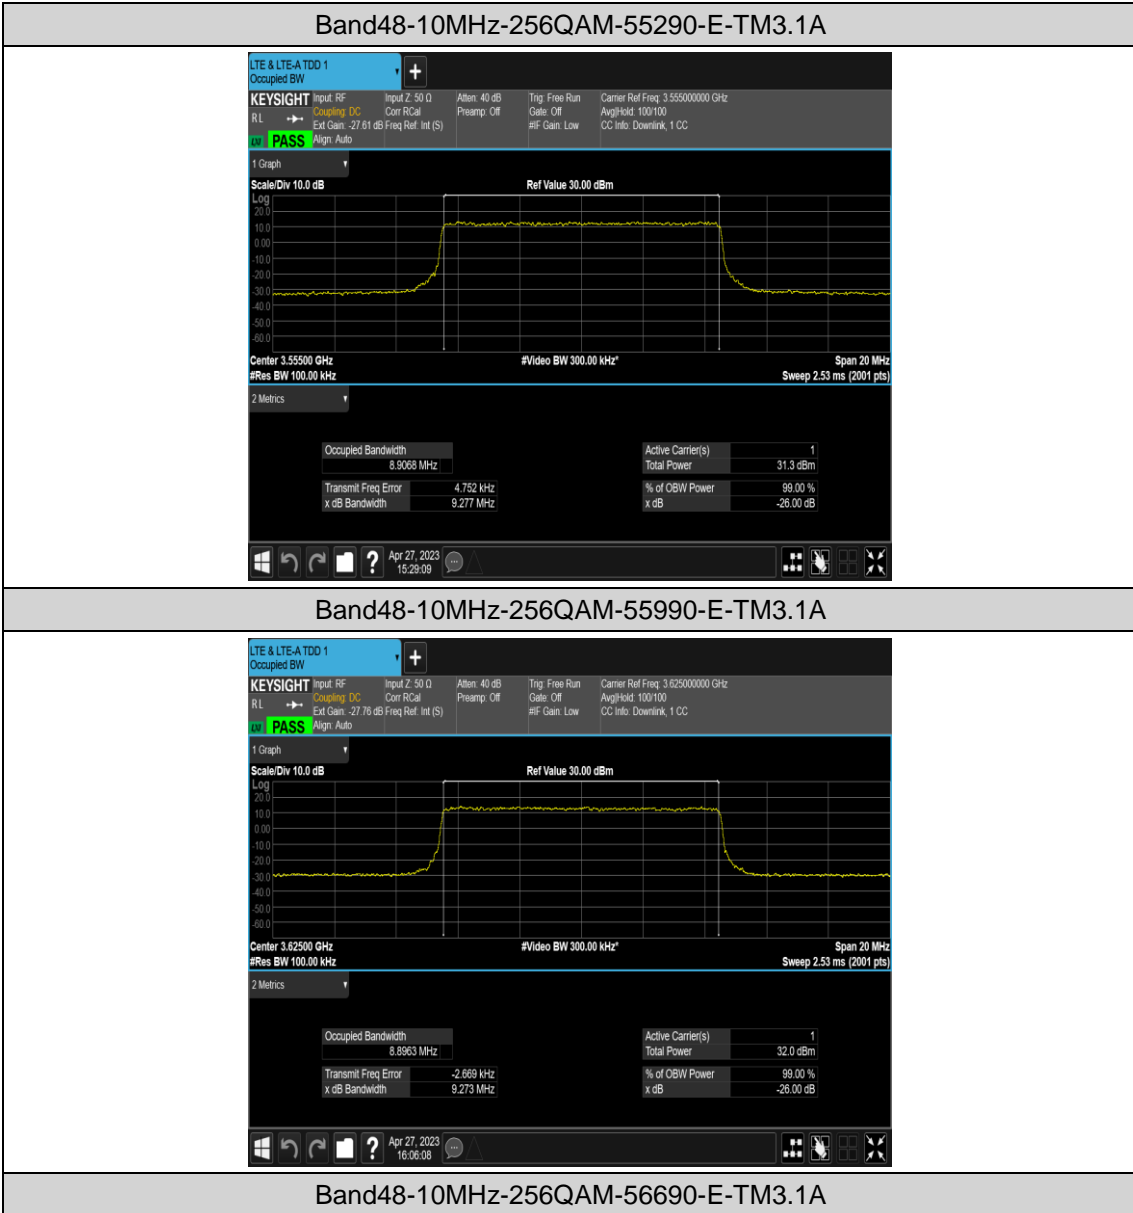 Band48-10MHz-256QAM-55290-E-TM3.1A
LTE & LTE-A TDD 1
Occupied BW
+
KEYSIGHT Input: RF Input Z: 50 Ω Atten: 40 dB Trig: Free Run Carrier Ref Freq: 3.555000000 GHz
RL Coupling: DC Corr RCal Preamp: Off Gate: Off Avg|Hold: 100/100
Ext Gain: -27.61 dB Freq Ref: Int (S) #IF Gain: Low CC Info: Downlink, 1 CC
LXI PASS Align: Auto
1 Graph
Scale/Div 10.0 dB Ref Value 30.00 dBm
Log
20.0
10.0
0.00
-10.0
-20.0
-30.0
-40.0
-50.0
-60.0
Center 3.55500 GHz #Video BW 300.00 kHz* Span 20 MHz
#Res BW 100.00 kHz Sweep 2.53 ms (2001 pts)
2 Metrics
Occupied Bandwidth Active Carrier(s) 1
8.9068 MHz Total Power 31.3 dBm
Transmit Freq Error 4.752 kHz % of OBW Power 99.00 %
x dB Bandwidth 9.277 MHz x dB -26.00 dB
? Apr 27, 2023
15:29:09
Band48-10MHz-256QAM-55990-E-TM3.1A
LTE & LTE-A TDD 1
Occupied BW
+
KEYSIGHT Input: RF Input Z: 50 Ω Atten: 40 dB Trig: Free Run Carrier Ref Freq: 3.625000000 GHz
RL Coupling: DC Corr RCal Preamp: Off Gate: Off Avg|Hold: 100/100
Ext Gain: -27.76 dB Freq Ref: Int (S) #IF Gain: Low CC Info: Downlink, 1 CC
LXI PASS Align: Auto
1 Graph
Scale/Div 10.0 dB Ref Value 30.00 dBm
Log
20.0
10.0
0.00
-10.0
-20.0
-30.0
-40.0
-50.0
-60.0
Center 3.62500 GHz #Video BW 300.00 kHz* Span 20 MHz
#Res BW 100.00 kHz Sweep 2.53 ms (2001 pts)
2 Metrics
Occupied Bandwidth Active Carrier(s) 1
8.8963 MHz Total Power 32.0 dBm
Transmit Freq Error -2.669 kHz % of OBW Power 99.00 %
x dB Bandwidth 9.273 MHz x dB -26.00 dB
? Apr 27, 2023
16:06:08
Band48-10MHz-256QAM-56690-E-TM3.1A